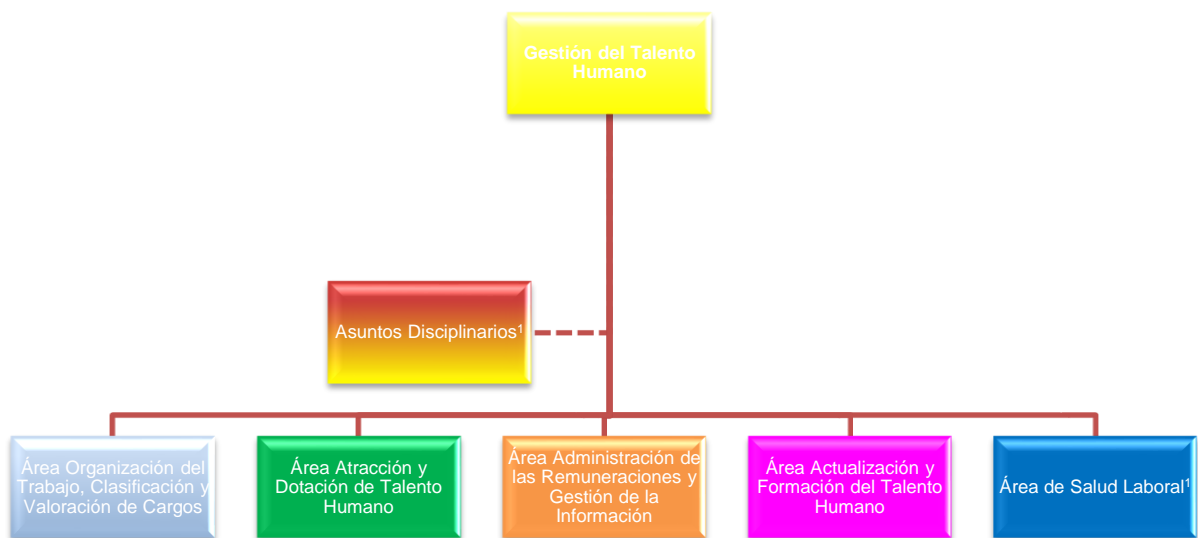 Gestión del Talento
Humano
Asuntos Disciplinarios¹
Área Organización del
Trabajo, Clasificación y
Valoración de Cargos
Área Atracción y
Dotación de Talento
Humano
Área Administración de
las Remuneraciones y
Gestión de la
Información
Área Actualización y
Formación del Talento
Humano
Área de Salud Laboral¹